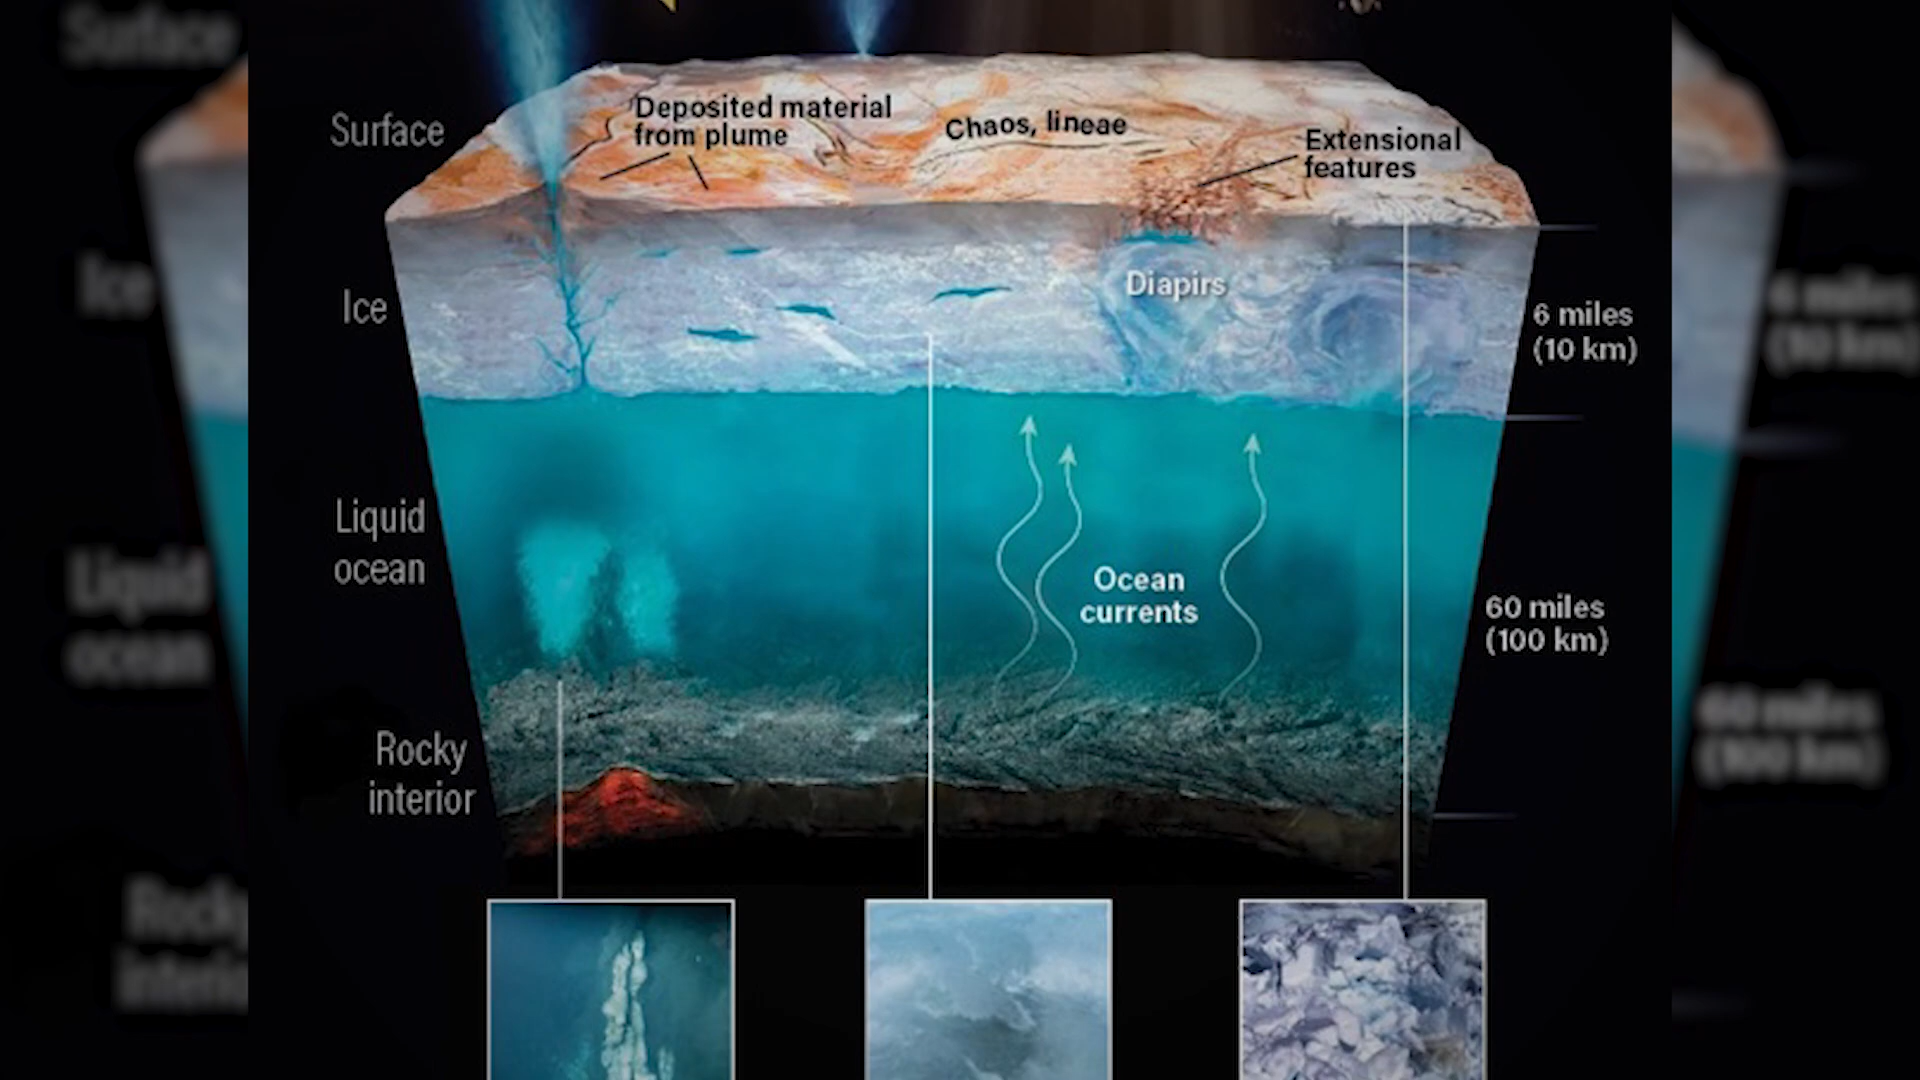 Surface
Deposited material
from plume
Chaos, lineae
Extensional
features
Ice
Diapirs
6 miles
(10 km)
Liquid
ocean
Ocean
currents
60 miles
(100 km)
Rocky
interior